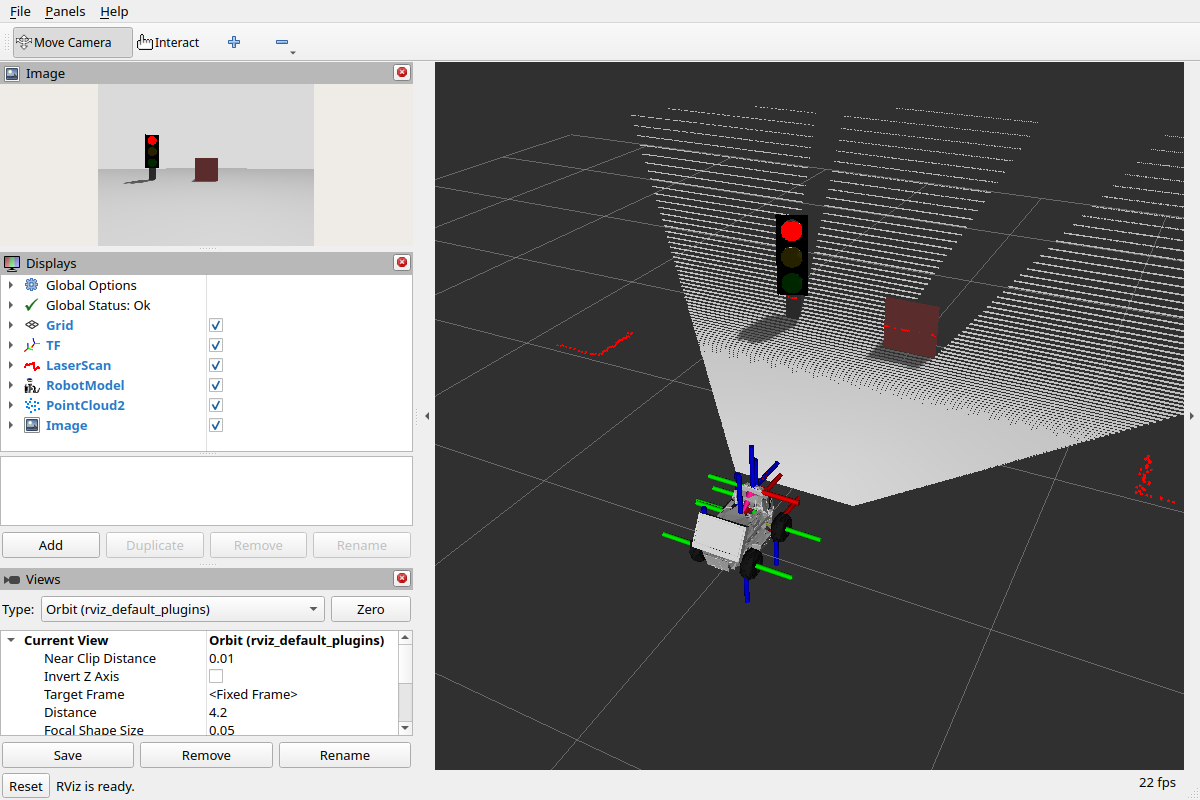 File Panels Help
Move Camera Interact
Image
Displays
Global Options
Global Status: Ok
Grid
TF
LaserScan
RobotModel
PointCloud2
Image
Add Duplicate Remove Rename
Views
Type: Orbit (rviz_default_plugins) Zero
Current View Orbit (rviz_default_plugins)
Near Clip Distance 0.01
Invert Z Axis
Target Frame <Fixed Frame>
Distance 4.2
Focal Shape Size 0.05
Save Remove Rename
Reset RViz is ready. 22 fps